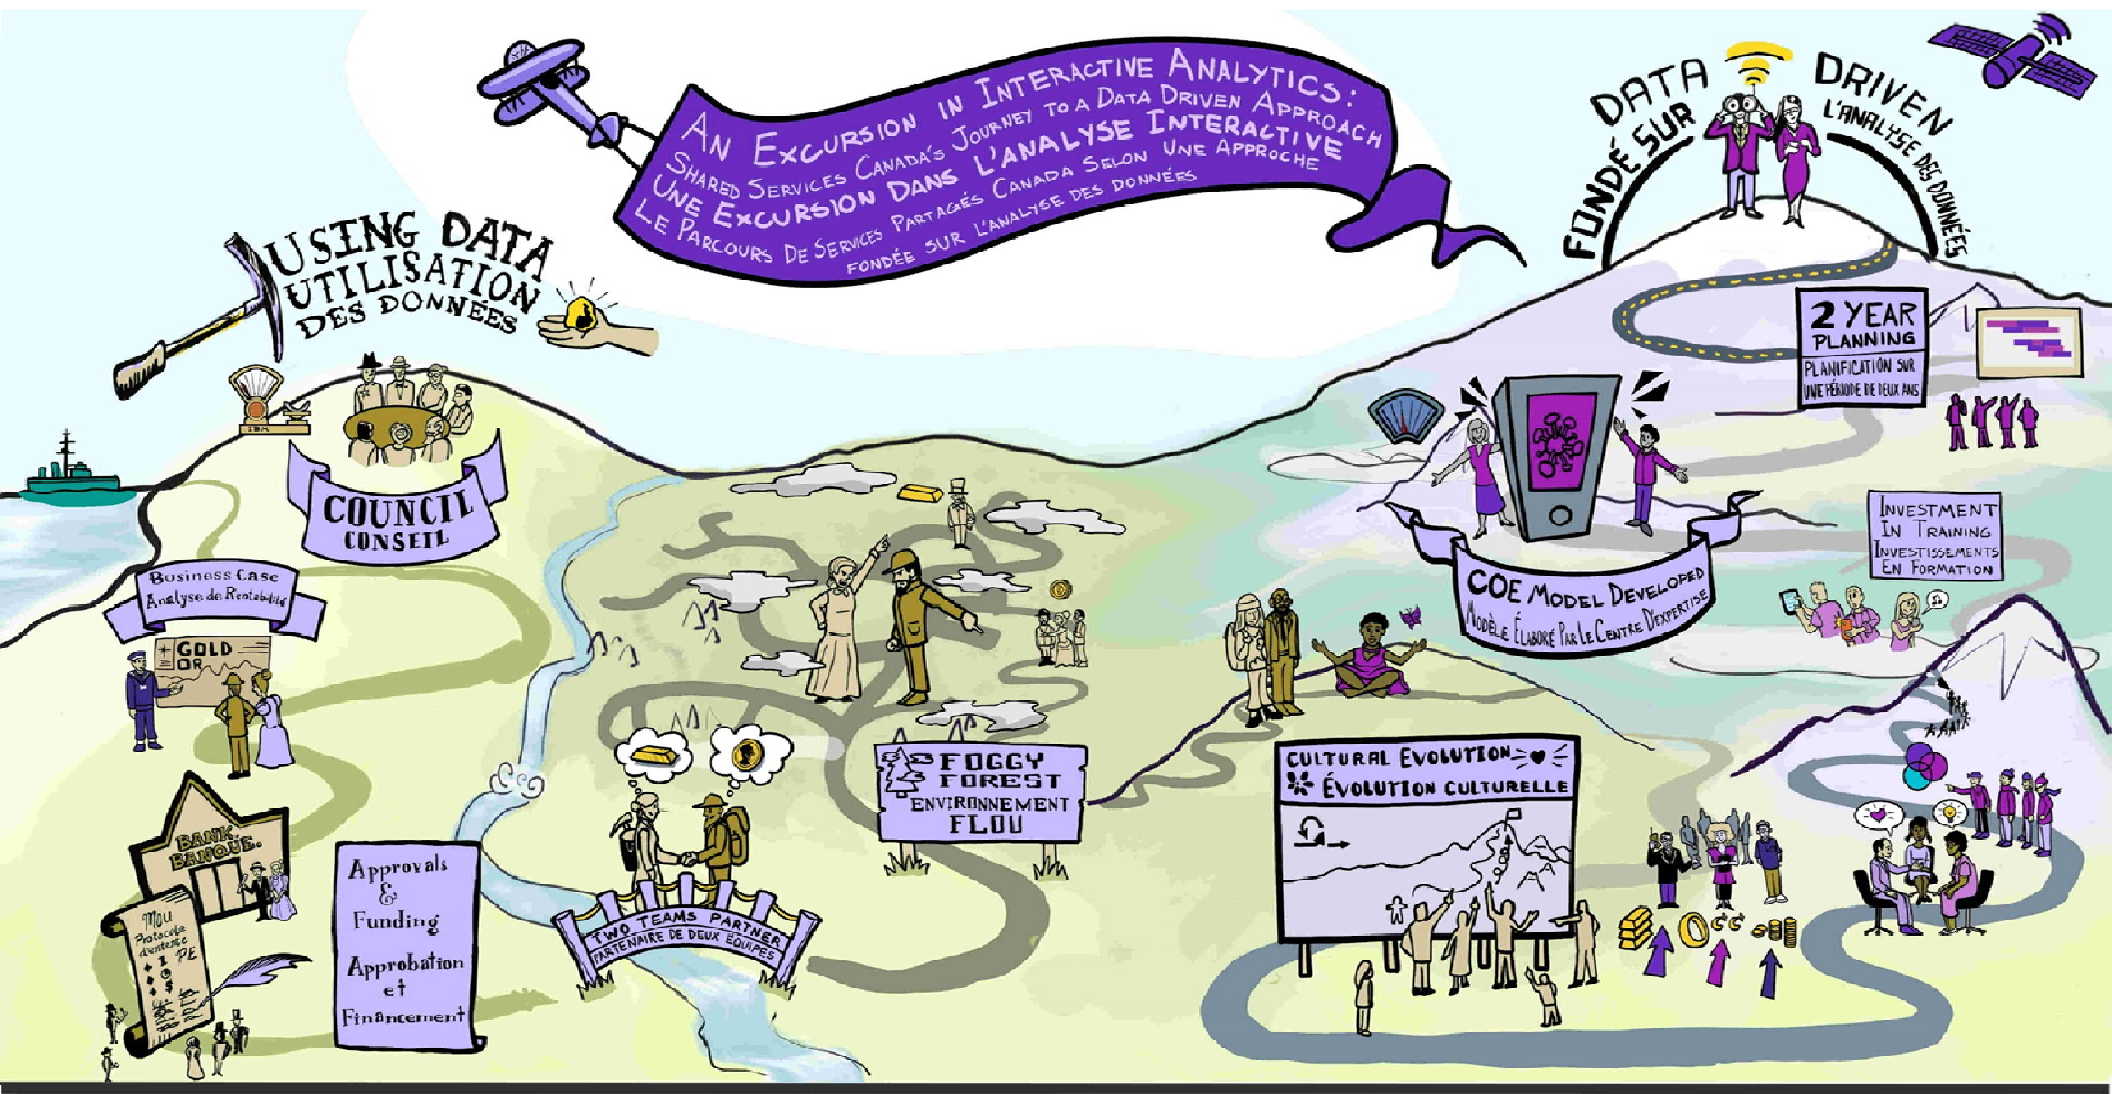 AN EXCURSION IN INTERACTIVE ANALYTICS:
SHARED SERVICES CANADA'S JOURNEY TO A DATA DRIVEN APPROACH
UNE EXCURSION DANS L'ANALYSE INTERACTIVE
LE PARCOURS DE SERVICES PARTAGÉS CANADA SELON UNE APPROCHE
FONDÉE SUR L'ANALYSE DES DONNÉES
DATA DRIVEN
FONDÉ SUR L'ANALYSE DES DONNÉES
USING DATA
UTILISATION
DES DONNÉES
COUNCIL
CONSEIL
Business Case
Analyse de Rentabilité
GOLD
OR
BANK
BANQUE.
MOU
Protocole
d'entente
PE
Approvals
&
Funding
Approbation
et
Financement
TWO TEAMS PARTNER
PARTENAIRE DE DEUX ÉQUIPES
FOGGY
FOREST
ENVIRONNEMENT
FLOU
CULTURAL EVOLUTION
ÉVOLUTION CULTURELLE
COE MODEL DEVELOPED
MODÈLE ÉLABORÉ PAR LE CENTRE D'EXPERTISE
2 YEAR
PLANNING
PLANIFICATION SUR
UNE PÉRIODE DE DEUX ANS
INVESTMENT
IN TRAINING
INVESTISSEMENTS
EN FORMATION